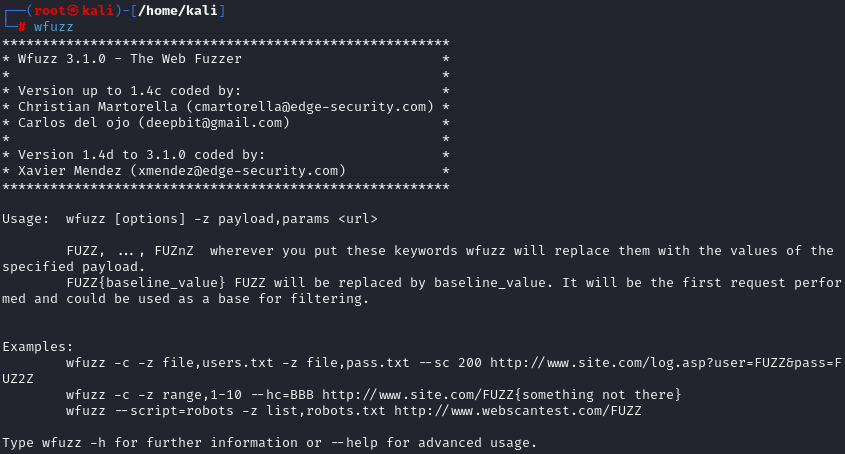 ┌──(root㉿kali)-[/home/kali]
└─# wfuzz
********************************************************
* Wfuzz 3.1.0 - The Web Fuzzer                         *
*                                                      *
* Version up to 1.4c coded by:                         *
* Christian Martorella (cmartorella@edge-security.com) *
* Carlos del ojo (deepbit@gmail.com)                   *
*                                                      *
* Version 1.4d to 3.1.0 coded by:                      *
* Xavier Mendez (xmendez@edge-security.com)            *
********************************************************

Usage:  wfuzz [options] -z payload,params <url>

        FUZZ, ..., FUZnZ  wherever you put these keywords wfuzz will replace them with the values of the
specified payload.
        FUZZ{baseline_value} FUZZ will be replaced by baseline_value. It will be the first request perfor
med and could be used as a base for filtering.


Examples:
        wfuzz -c -z file,users.txt -z file,pass.txt --sc 200 http://www.site.com/log.asp?user=FUZZ&pass=F
UZ2Z
        wfuzz -c -z range,1-10 --hc=BBB http://www.site.com/FUZZ{something not there}
        wfuzz --script=robots -z list,robots.txt http://www.webscantest.com/FUZZ

Type wfuzz -h for further information or --help for advanced usage.